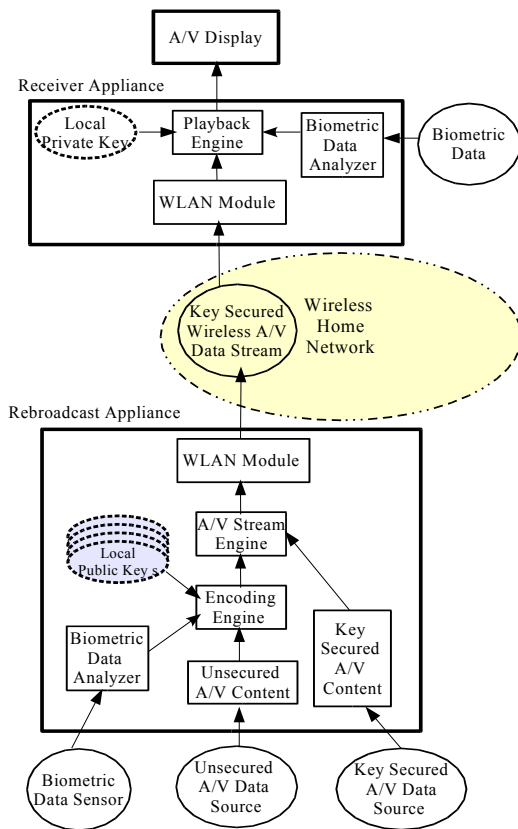 A/V Display
Receiver Appliance
Local
Private Key
Playback
Engine
Biometric
Data
Analyzer
Biometric
Data
WLAN Module
Key Secured
Wireless A/V
Data Stream
Wireless
Home
Network
Rebroadcast Appliance
WLAN Module
A/V Stream
Engine
Local
Public Key s
Encoding
Engine
Biometric
Data
Analyzer
Unsecured
A/V Content
Key
Secured
A/V
Content
Biometric
Data Sensor
Unsecured
A/V Data
Source
Key Secured
A/V Data
Source